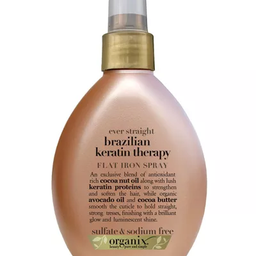 ever straight
brazilian
keratin therapy
FLAT IRON SPRAY
An exclusive blend of antioxidant
rich cocoa nut oil along with lush
keratin proteins to strengthen
and soften the hair, while organic
avocado oil and cocoa butter
smooth the cuticle to hold straight,
strong tresses, finishing with a brilliant
glow and luminous shine.
sulfate & sodium free
organix